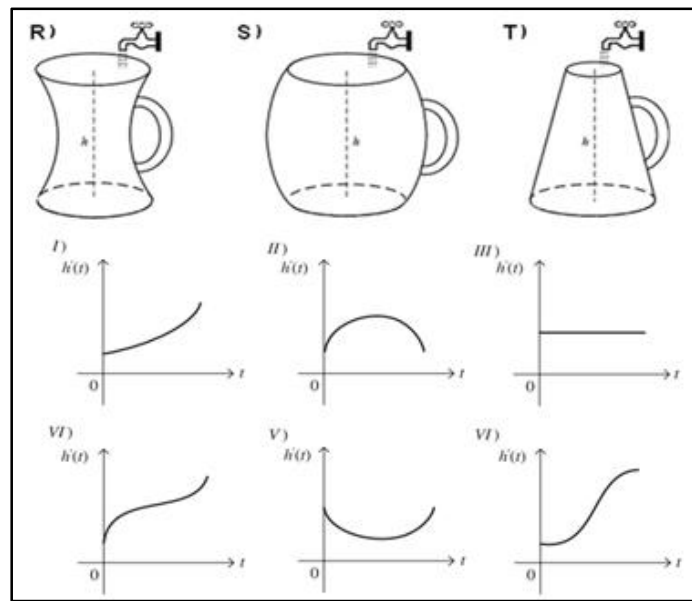 R) S) T)
h h h
I) II) III)
h'(t) h'(t) h'(t)
0 t 0 t 0 t
VI) V) VI)
h'(t) h'(t) h'(t)
0 t 0 t 0 t